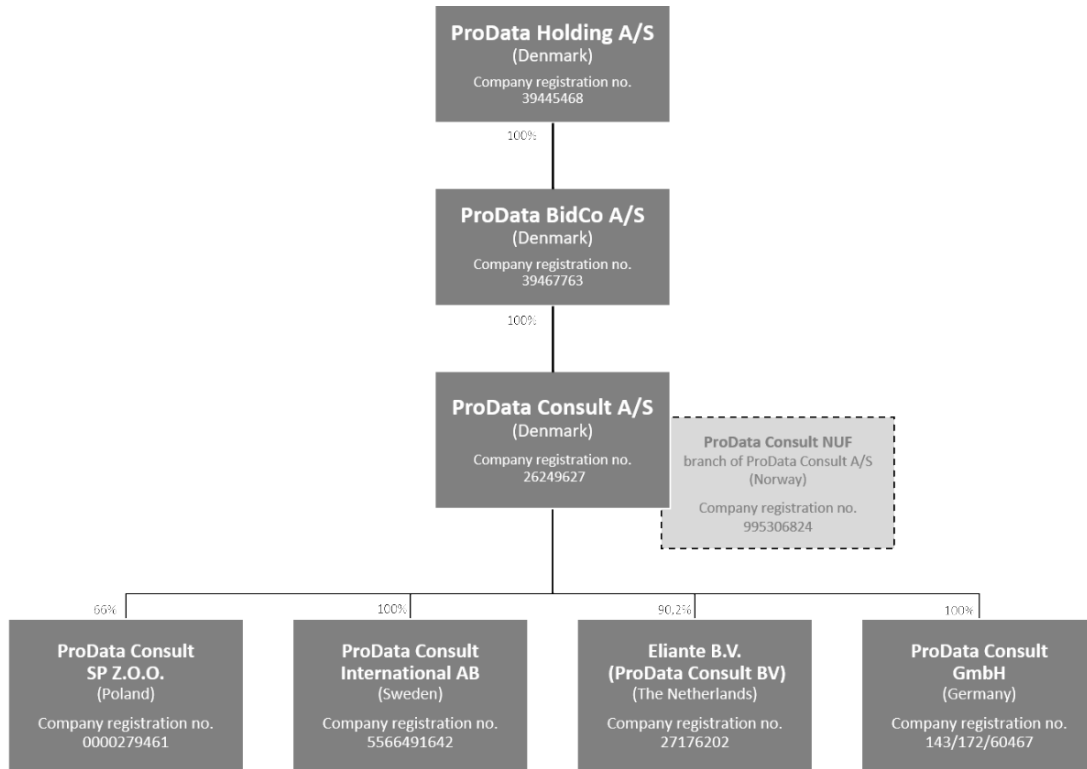 ProData Holding A/S
(Denmark)
Company registration no.
39445468
100%
ProData BidCo A/S
(Denmark)
Company registration no.
39467763
100%
ProData Consult A/S
(Denmark)
Company registration no.
26249627
ProData Consult NUF
branch of ProData Consult A/S
(Norway)
Company registration no.
995306824
66%
ProData Consult
SP Z.O.O.
(Poland)
Company registration no.
0000279461
100%
ProData Consult
International AB
(Sweden)
Company registration no.
5566491642
90,2%
Eliante B.V.
(ProData Consult BV)
(The Netherlands)
Company registration no.
27176202
100%
ProData Consult
GmbH
(Germany)
Company registration no.
143/172/60467